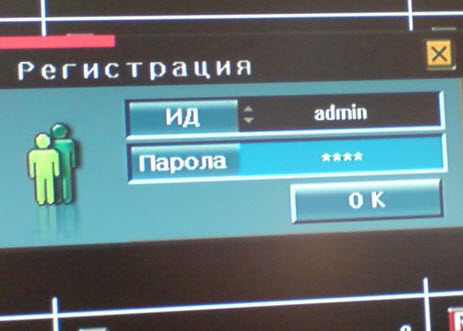 Регистрация
ИД admin
Парола ****
OK